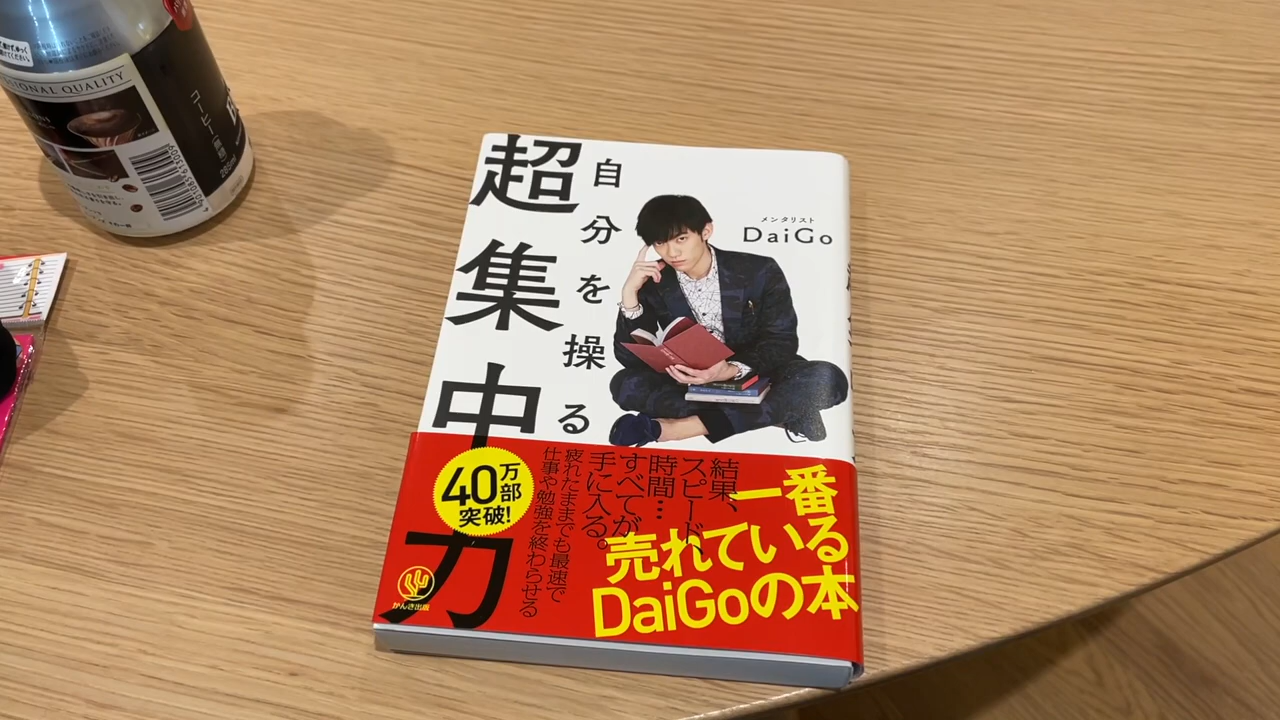 自分を操る
超集中力
メンタリスト
DaiGo
40万部
突破!
結果、
スピード、
時間…
すべてが
手に入る。
疲れたままでも最速で
仕事や勉強を終わらせる
一番
売れている
DaiGoの本
かんき出版
IONAL QUALITY
コーヒー